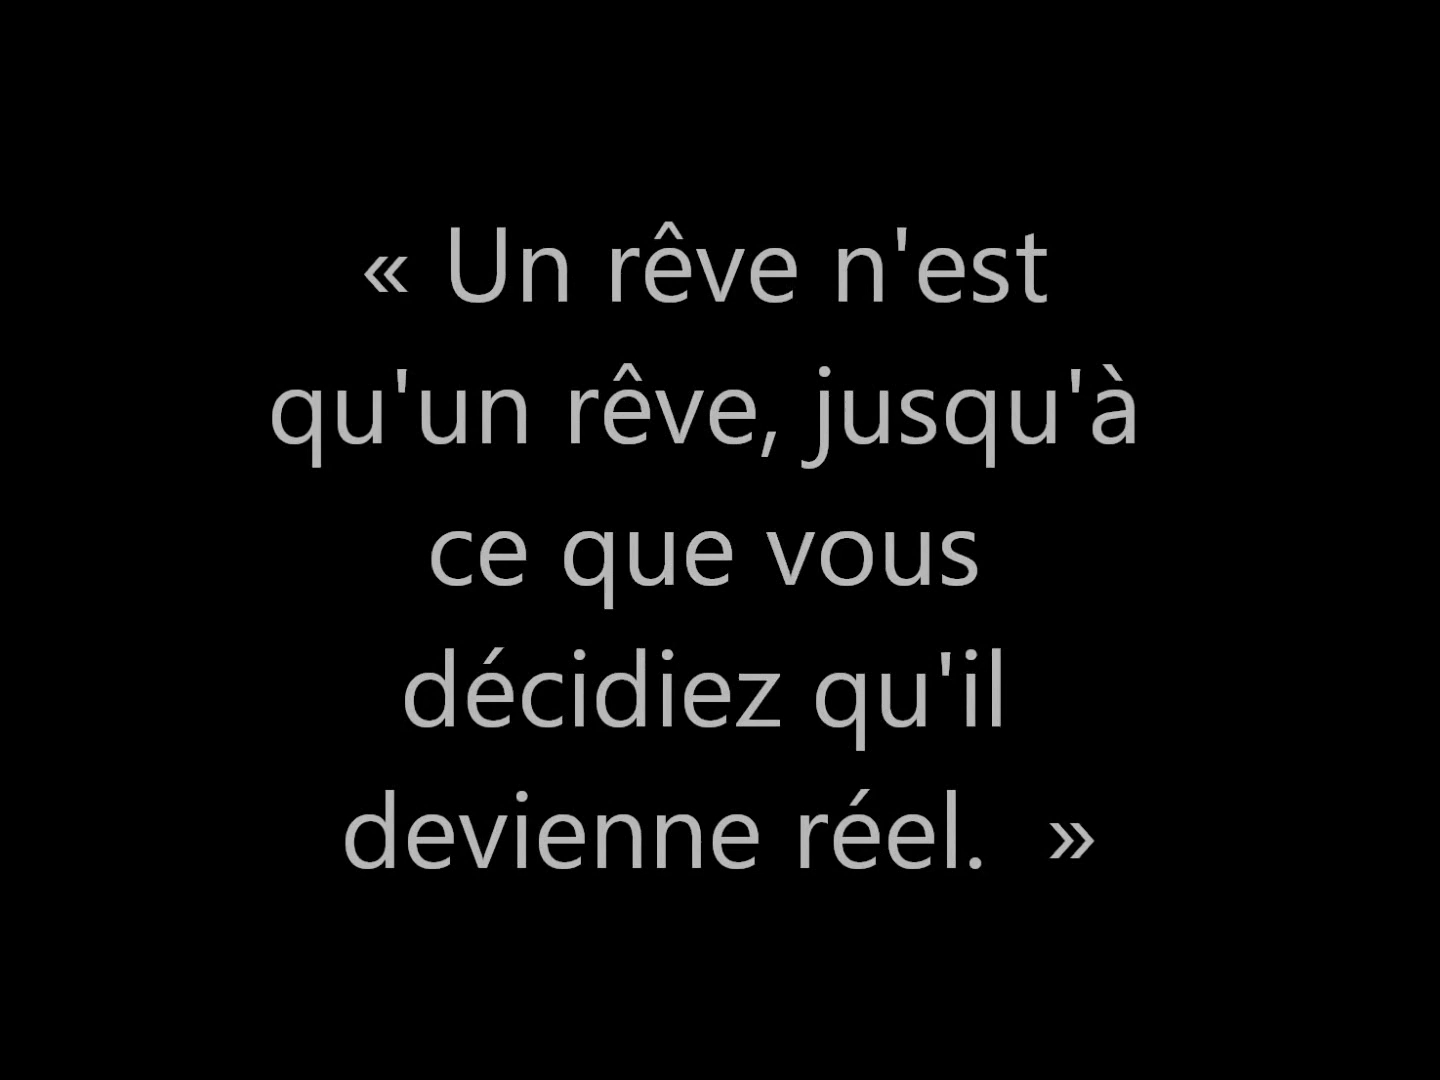 « Un rêve n'est
qu'un rêve, jusqu'à
ce que vous
décidiez qu'il
devienne réel.  »